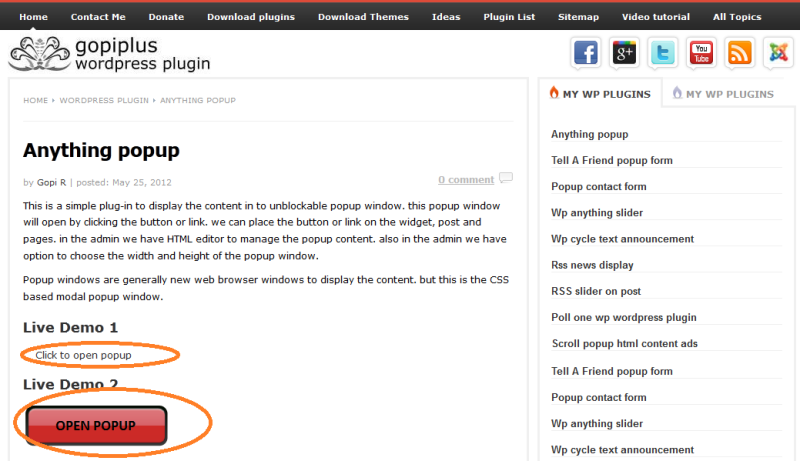 Home Contact Me Donate Download plugins Download Themes Ideas Plugin List Sitemap Video tutorial All Topics
gopiplus
wordpress plugin
f g+ t You Tube
HOME WORDPRESS PLUGIN ANYTHING POPUP
Anything popup
by Gopi R | posted: May 25, 2012
0 comment
This is a simple plug-in to display the content in to unblockable popup window. this popup window
will open by clicking the button or link. we can place the button or link on the widget, post and
pages. in the admin we have HTML editor to manage the popup content. also in the admin we have
option to choose the width and height of the popup window.
Popup windows are generally new web browser windows to display the content. but this is the CSS
based modal popup window.
Live Demo 1
Click to open popup
Live Demo 2
OPEN POPUP
MY WP PLUGINS MY WP PLUGINS
Anything popup
Tell A Friend popup form
Popup contact form
Wp anything slider
Wp cycle text announcement
Rss news display
RSS slider on post
Poll one wp wordpress plugin
Scroll popup html content ads
Tell A Friend popup form
Popup contact form
Wp anything slider
Wp cycle text announcement